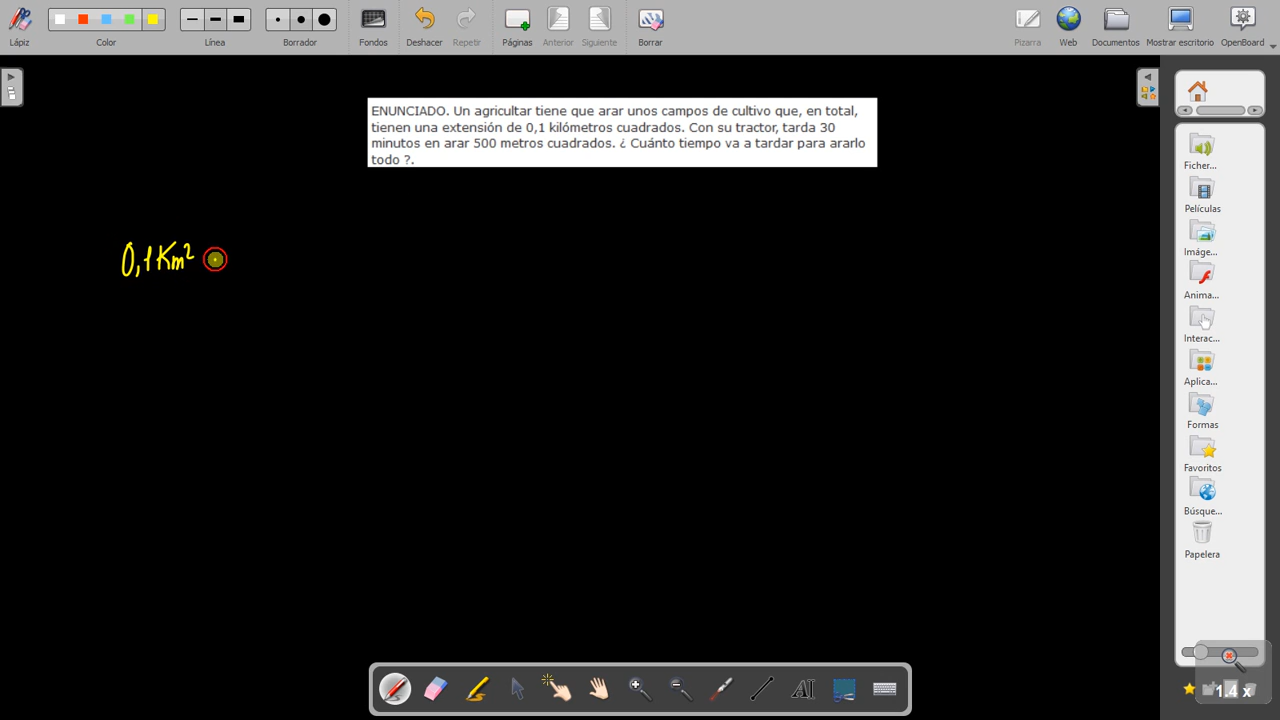 Lápiz
Color
Línea
Borrador
Fondos
Deshacer
Repetir
Páginas
Anterior
Siguiente
Borrar
Pizarra
Web
Documentos
Mostrar escritorio
OpenBoard
ENUNCIADO. Un agricultar tiene que arar unos campos de cultivo que, en total,
tienen una extensión de 0,1 kilómetros cuadrados. Con su tractor, tarda 30
minutos en arar 500 metros cuadrados. ¿ Cuánto tiempo va a tardar para ararlo
todo ?.
0,1 Km²
Ficher...
Películas
Imáge...
Anima...
Interac...
Aplica...
Formas
Favoritos
Búsque...
Papelera
1.4 x